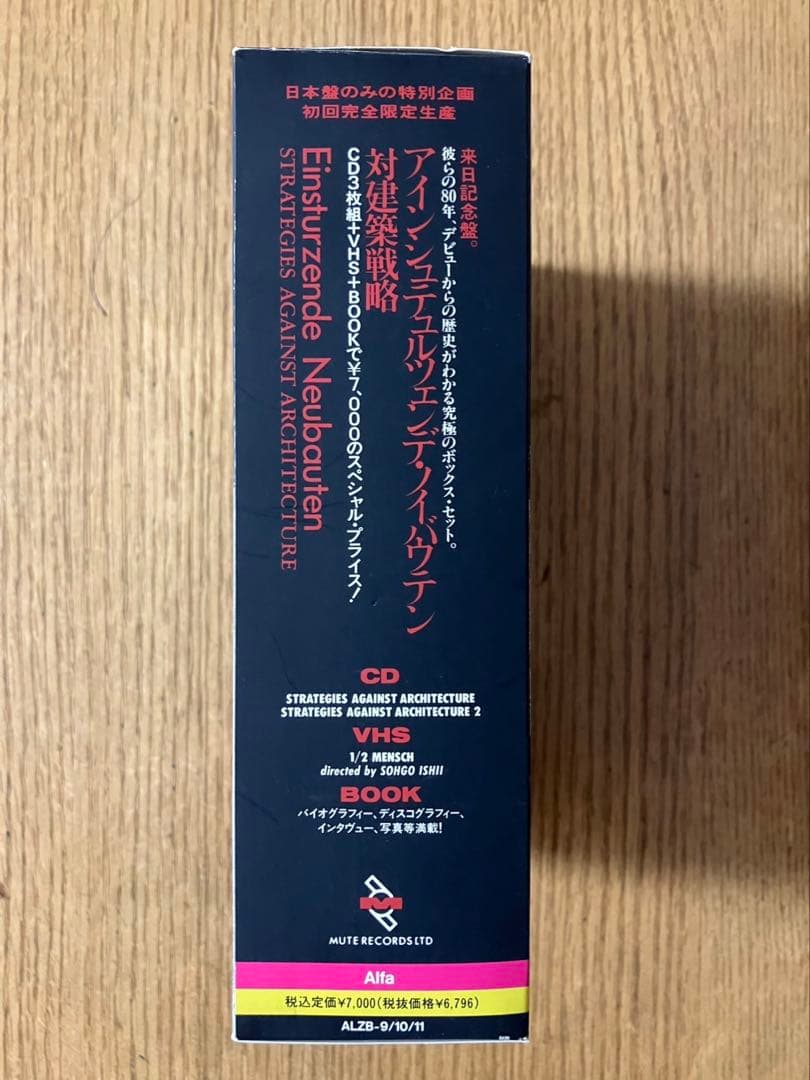 日本盤のみの特別企画
初回完全限定生産
来日記念盤。
彼らの80年、デビューからの歴史がわかる究極のボックス・セット。
アインシュテュルツェンデ・ノイバウテン
対建築戦略
CD3枚組+VHS+BOOKで¥7,000のスペシャル・プライス!
Einsturzende Neubauten
STRATEGIES AGAINST ARCHITECTURE
CD
STRATEGIES AGAINST ARCHITECTURE
STRATEGIES AGAINST ARCHITECTURE 2
VHS
1/2 MENSCH
directed by SOHGO ISHII
BOOK
バイオグラフィー、ディスコグラフィー、
インタヴュー、写真等満載!
MUTE RECORDS LTD
Alfa
税込定価¥7,000(税抜価格¥6,796)
ALZB-9/10/11